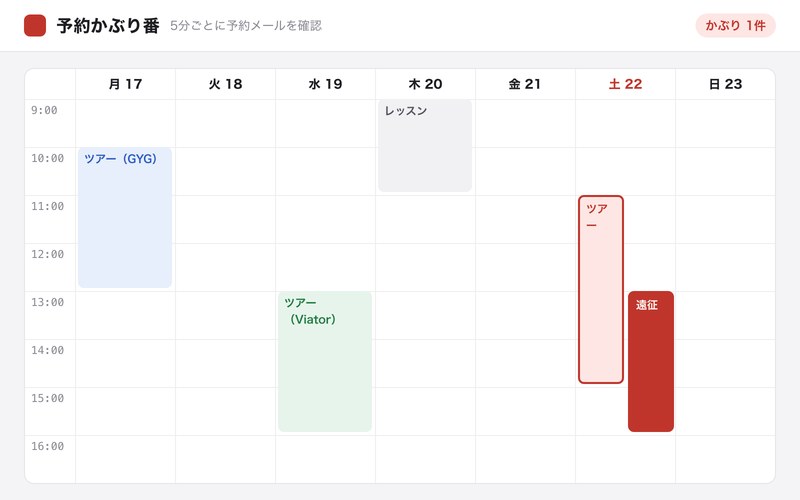 予約かぶり番 5分ごとに予約メールを確認
かぶり 1件
月 17
火 18
水 19
木 20
金 21
土 22
日 23
9:00
レッスン
10:00
ツアー（GYG）
11:00
ツア
ー
12:00
13:00
ツアー
（Viator）
遠征
14:00
15:00
16:00